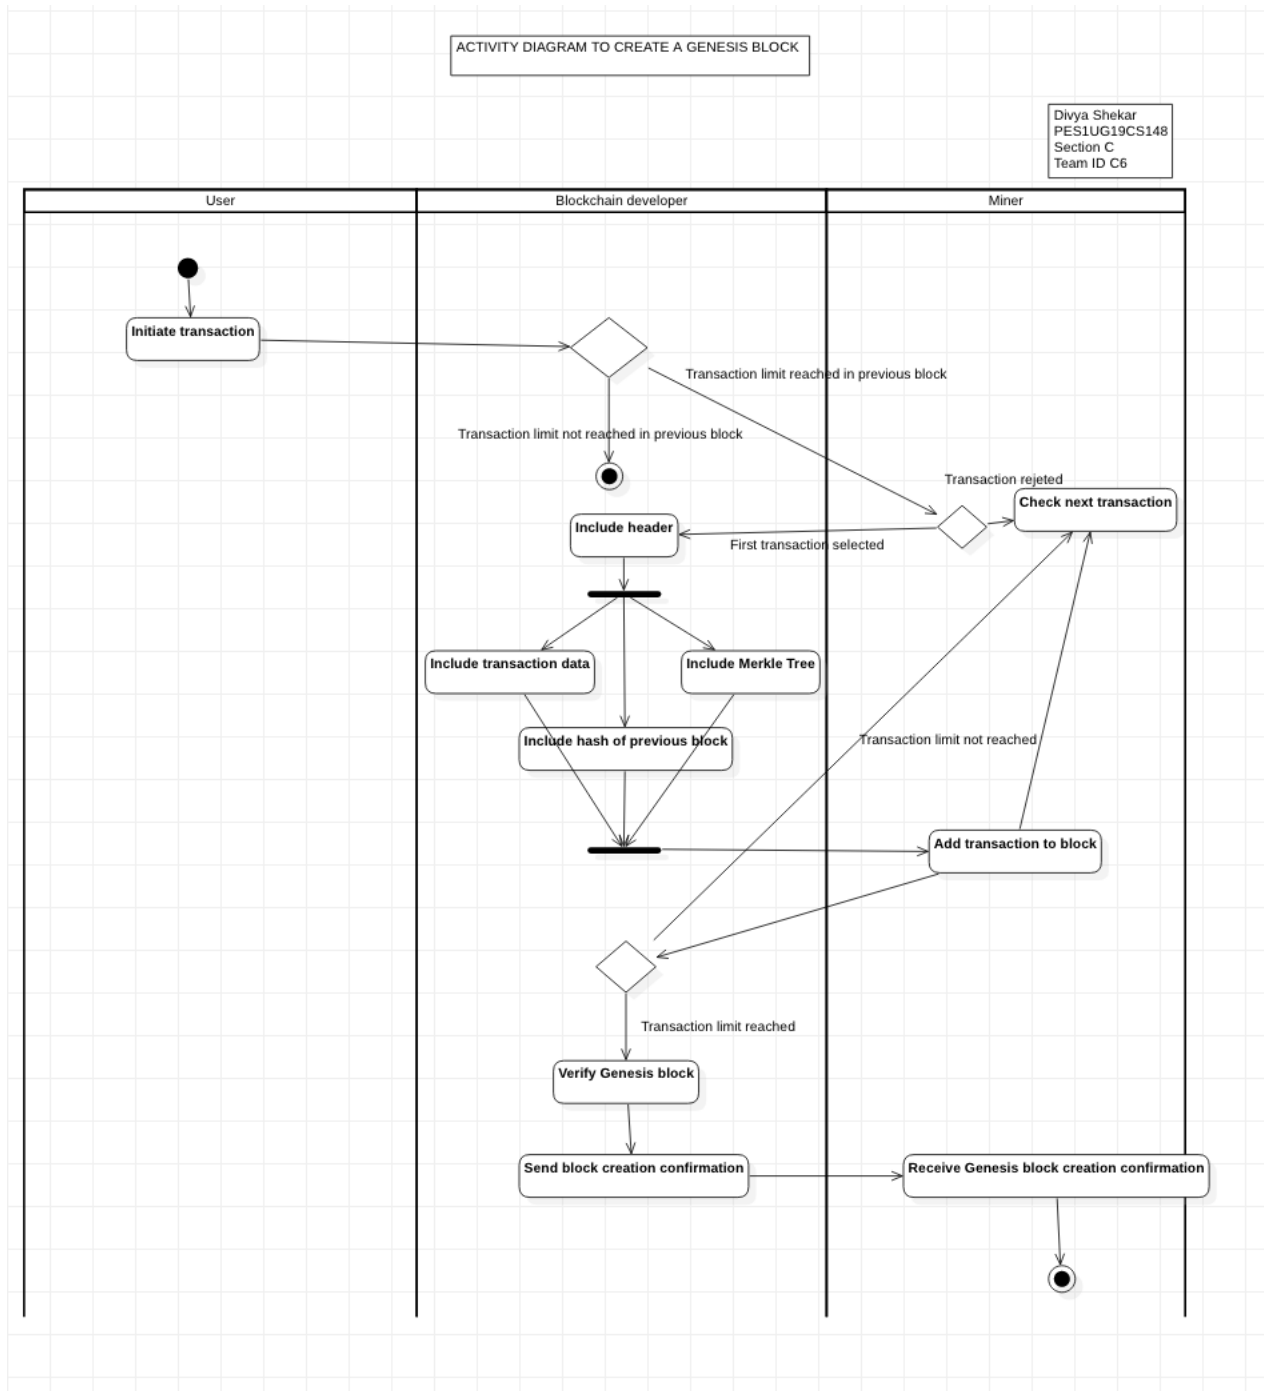 ACTIVITY DIAGRAM TO CREATE A GENESIS BLOCK
Divya Shekar
PES1UG19CS148
Section C
Team ID C6
User
Blockchain developer
Miner
Initiate transaction
Transaction limit reached in previous block
Transaction limit not reached in previous block
Transaction rejeted
Check next transaction
Include header
First transaction selected
Include transaction data
Include Merkle Tree
Include hash of previous block
Transaction limit not reached
Add transaction to block
Transaction limit reached
Verify Genesis block
Send block creation confirmation
Receive Genesis block creation confirmation